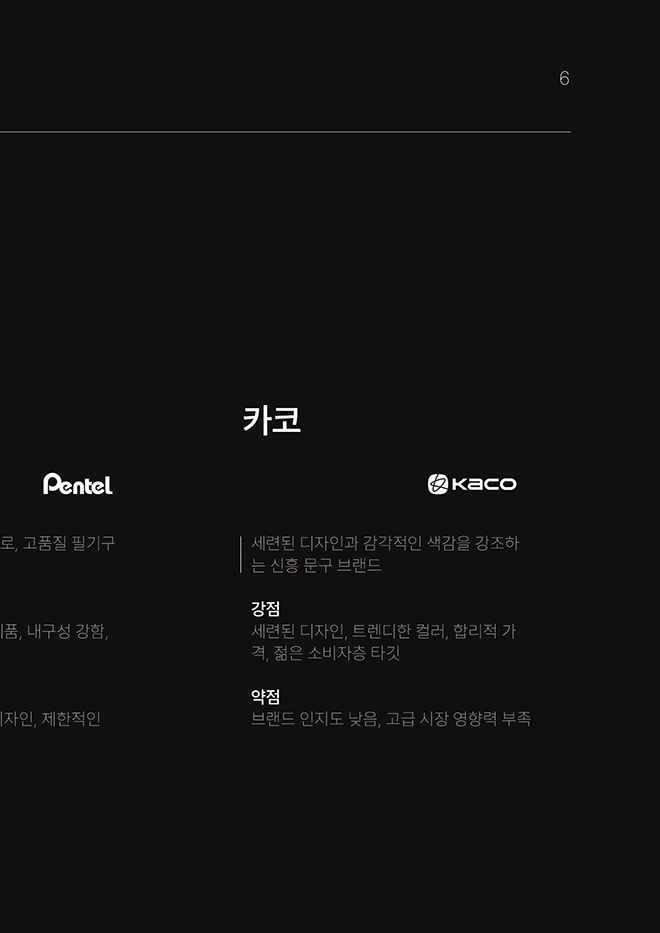 6
카코
Pentel
KACO
로, 고품질 필기구
품, 내구성 강함,
자인, 제한적인
세련된 디자인과 감각적인 색감을 강조하
는 신흥 문구 브랜드
강점
세련된 디자인, 트렌디한 컬러, 합리적 가
격, 젊은 소비자층 타깃
약점
브랜드 인지도 낮음, 고급 시장 영향력 부족